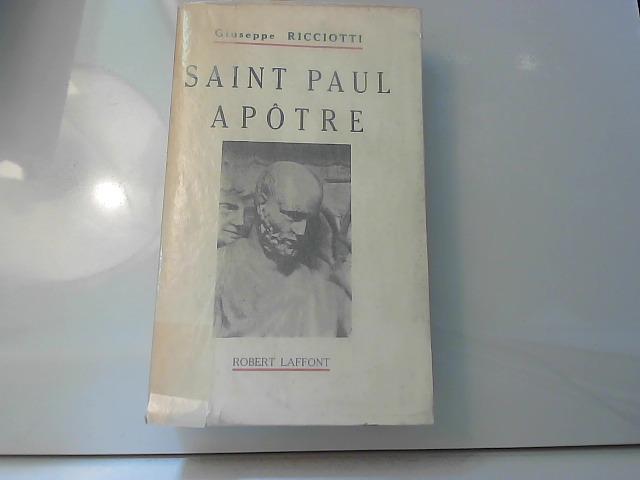 Giuseppe RICCIOTTI
SAINT PAUL
APÔTRE
ROBERT LAFFONT